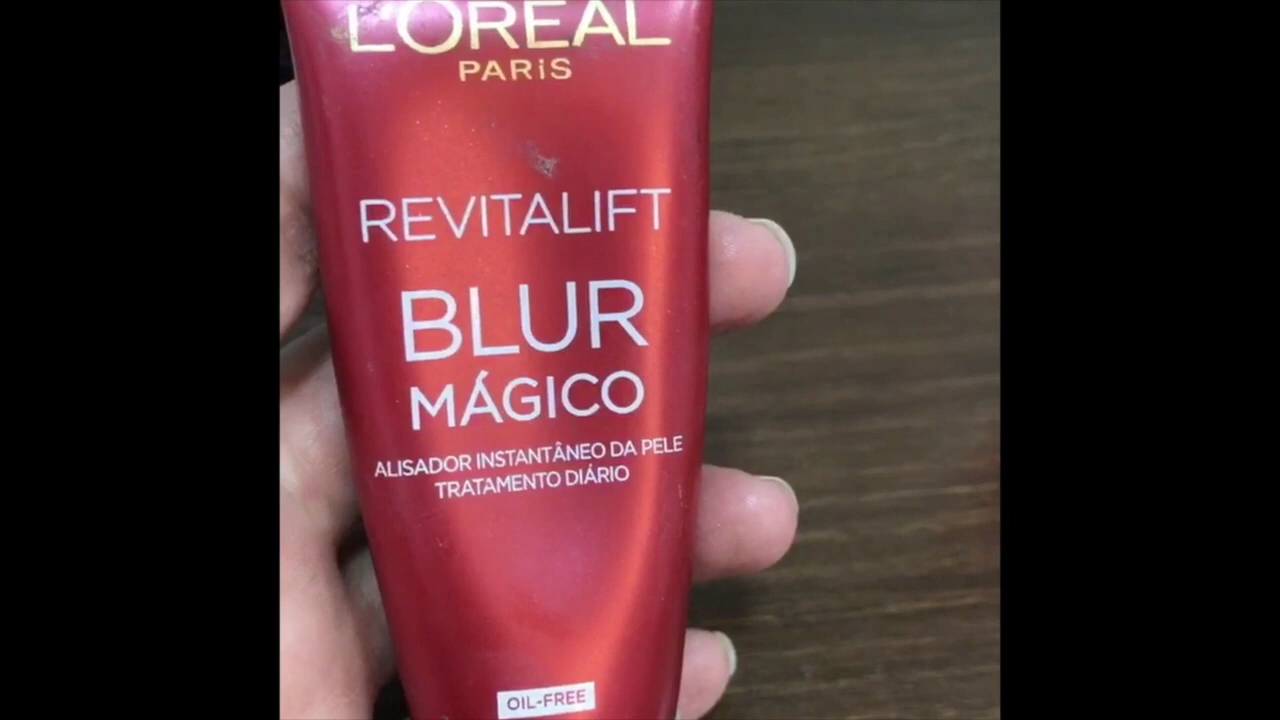 L'ORÉAL
PARiS
REVITALIFT
BLUR
MÁGICO
ALISADOR INSTANTÂNEO DA PELE
TRATAMENTO DIÁRIO
OIL-FREE